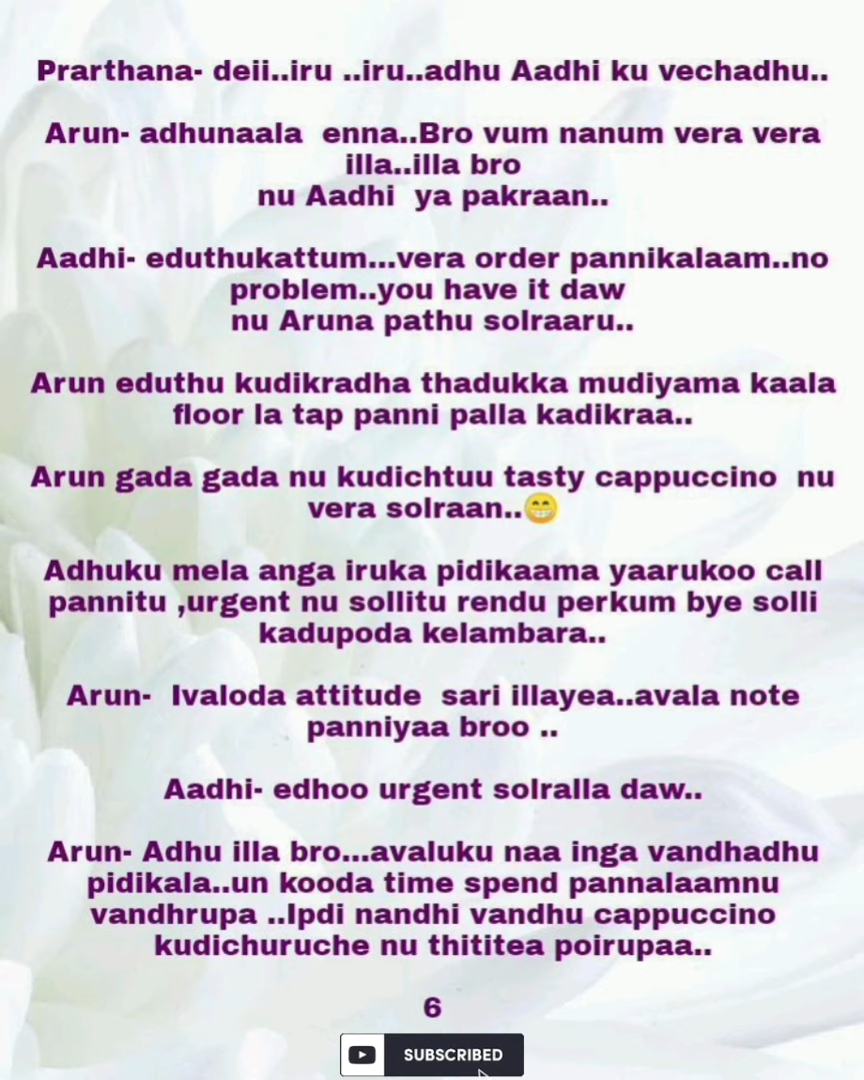 Prarthana- deii..iru ..iru..adhu Aadhi ku vechadhu..
Arun- adhunaala enna..Bro vum nanum vera vera
illa..illa bro
nu Aadhi ya pakraan..
Aadhi- eduthukattum...vera order pannikalaam..no
problem..you have it daw
nu Aruna pathu solraaru..
Arun eduthu kudikradha thadukka mudiyama kaala
floor la tap panni palla kadikraa..
Arun gada gada nu kudichtuu tasty cappuccino nu
vera solraan..😁
Adhuku mela anga iruka pidikaama yaarukoo call
pannitu ,urgent nu sollitu rendu perkum bye solli
kadupoda kelambara..
Arun- Ivaloda attitude sari illayea..avala note
panniyaa broo ..
Aadhi- edhoo urgent solralla daw..
Arun- Adhu illa bro...avaluku naa inga vandhadhu
pidikala..un kooda time spend pannalaamnu
vandhrupa ..Ipdi nandhi vandhu cappuccino
kudichuruche nu thititea poirupaa..
6
SUBSCRIBED